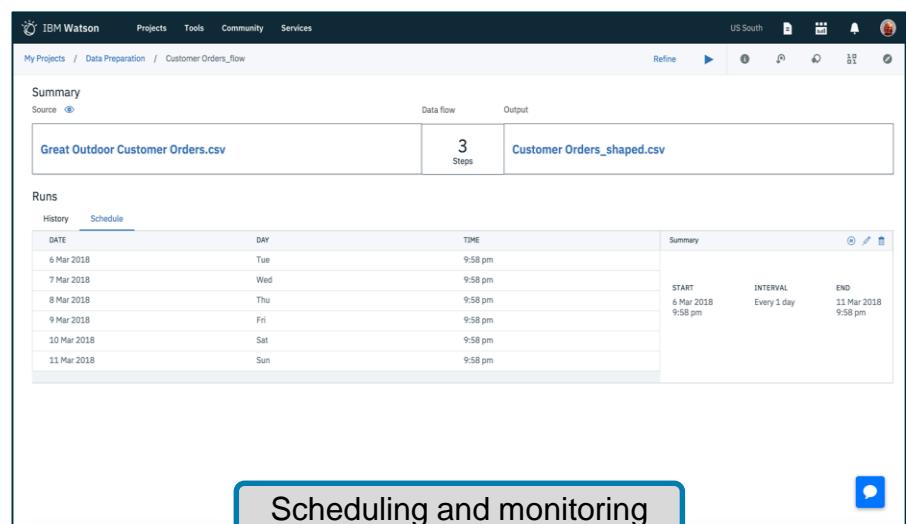 IBM Watson Projects Tools Community Services US South
My Projects / Data Preparation / Customer Orders_flow Refine
Summary
Source Data flow Output
Great Outdoor Customer Orders.csv 3 Steps Customer Orders_shaped.csv
Runs
History Schedule
DATE DAY TIME Summary
6 Mar 2018 Tue 9:58 pm
7 Mar 2018 Wed 9:58 pm
8 Mar 2018 Thu 9:58 pm
9 Mar 2018 Fri 9:58 pm
10 Mar 2018 Sat 9:58 pm
11 Mar 2018 Sun 9:58 pm
START INTERVAL END
6 Mar 2018 Every 1 day 11 Mar 2018
9:58 pm 9:58 pm
Scheduling and monitoring